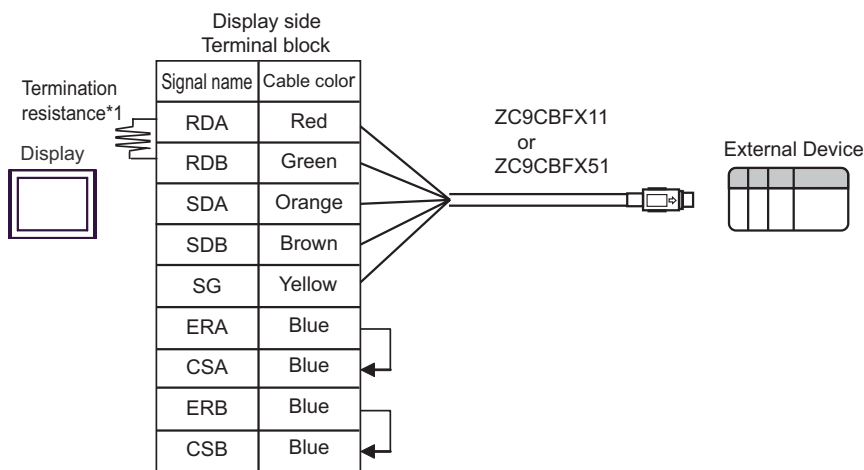 Display side
Terminal block
Termination
resistance*1
Display
Signal name Cable color
RDA Red
RDB Green
SDA Orange
SDB Brown
SG Yellow
ERA Blue
CSA Blue
ERB Blue
CSB Blue
ZC9CBFX11
or
ZC9CBFX51
External Device